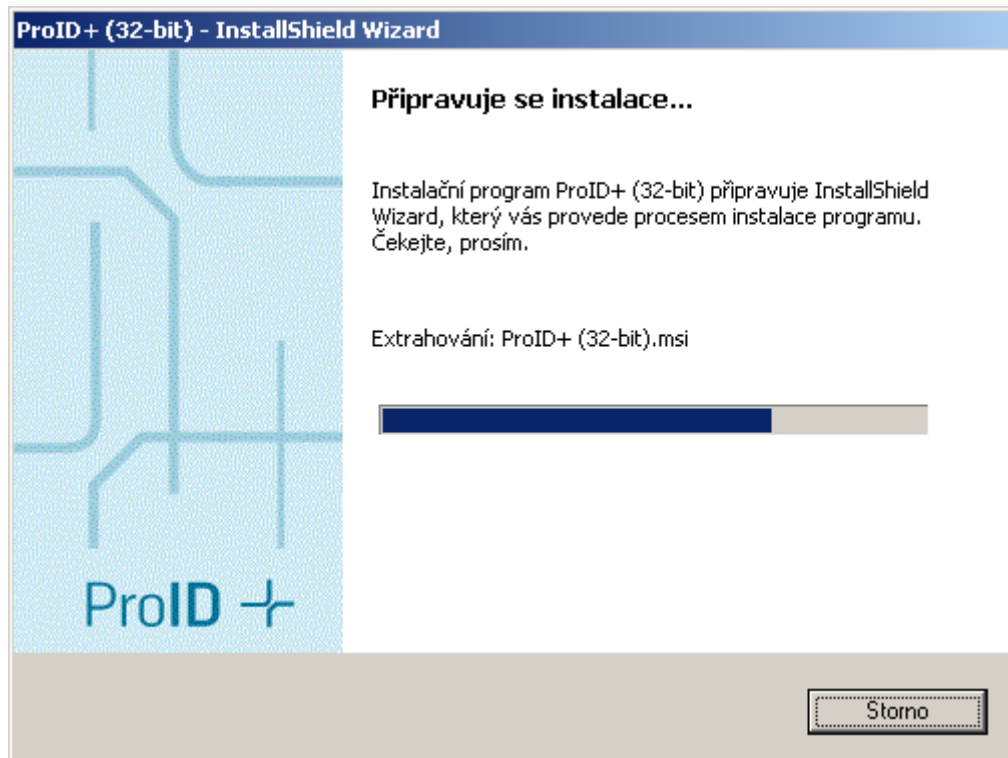 ProID+ (32-bit) - InstallShield Wizard
Připravuje se instalace...
Instalační program ProID+ (32-bit) připravuje InstallShield
Wizard, který vás provede procesem instalace programu.
Čekejte, prosím.
Extrahování: ProID+ (32-bit).msi
ProID +
Storno